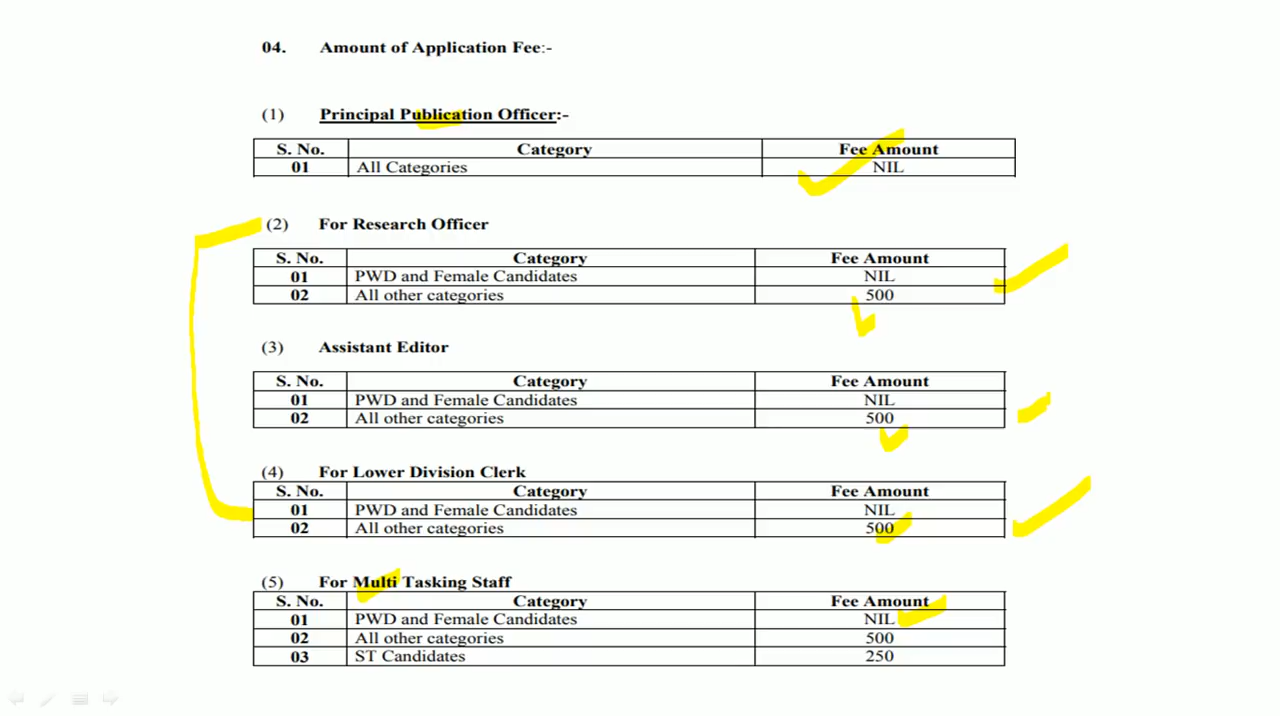 04. Amount of Application Fee:-
(1) Principal Publication Officer:-
S. No. Category Fee Amount
01 All Categories NIL
(2) For Research Officer
S. No. Category Fee Amount
01 PWD and Female Candidates NIL
02 All other categories 500
(3) Assistant Editor
S. No. Category Fee Amount
01 PWD and Female Candidates NIL
02 All other categories 500
(4) For Lower Division Clerk
S. No. Category Fee Amount
01 PWD and Female Candidates NIL
02 All other categories 500
(5) For Multi Tasking Staff
S. No. Category Fee Amount
01 PWD and Female Candidates NIL
02 All other categories 500
03 ST Candidates 250